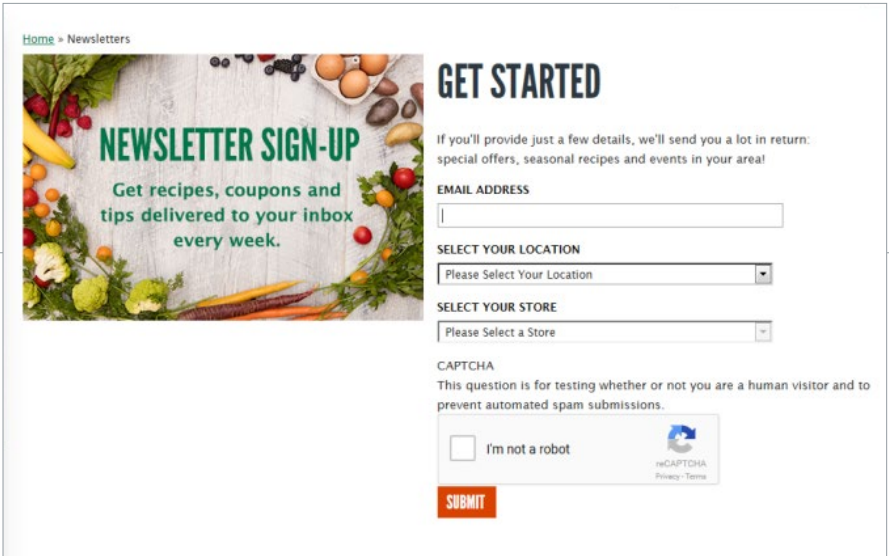 Home » Newsletters
NEWSLETTER SIGN-UP
Get recipes, coupons and
tips delivered to your inbox
every week.
GET STARTED
If you'll provide just a few details, we'll send you a lot in return:
special offers, seasonal recipes and events in your area!
EMAIL ADDRESS
SELECT YOUR LOCATION
Please Select Your Location
SELECT YOUR STORE
Please Select a Store
CAPTCHA
This question is for testing whether or not you are a human visitor and to
prevent automated spam submissions.
I'm not a robot
reCAPTCHA
Privacy - Terms
SUBMIT